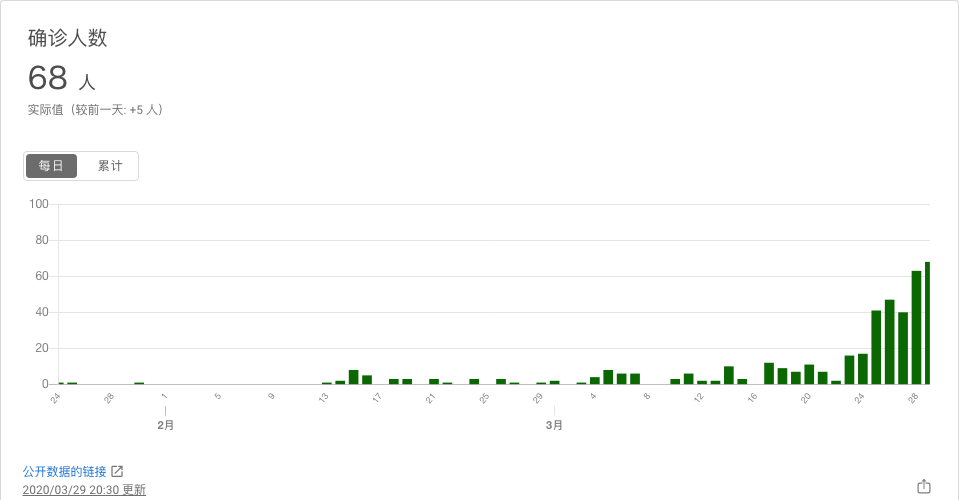 确诊人数
68 人
实际值（较前一天: +5 人）
每日 累计
100
80
60
40
20
0
24 28 1 5 9 13 17 21 25 29 4 8 12 16 20 24 28
2月 3月
公开数据的链接
2020/03/29 20:30 更新